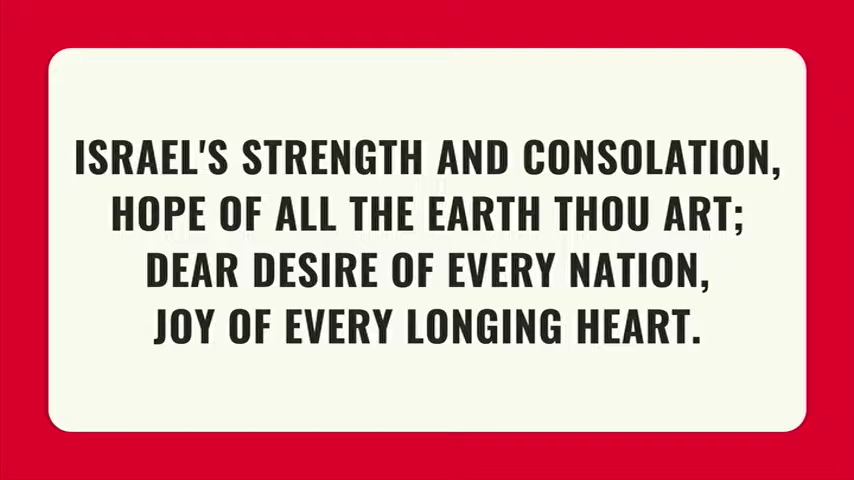 ISRAEL'S STRENGTH AND CONSOLATION,
HOPE OF ALL THE EARTH THOU ART;
DEAR DESIRE OF EVERY NATION,
JOY OF EVERY LONGING HEART.